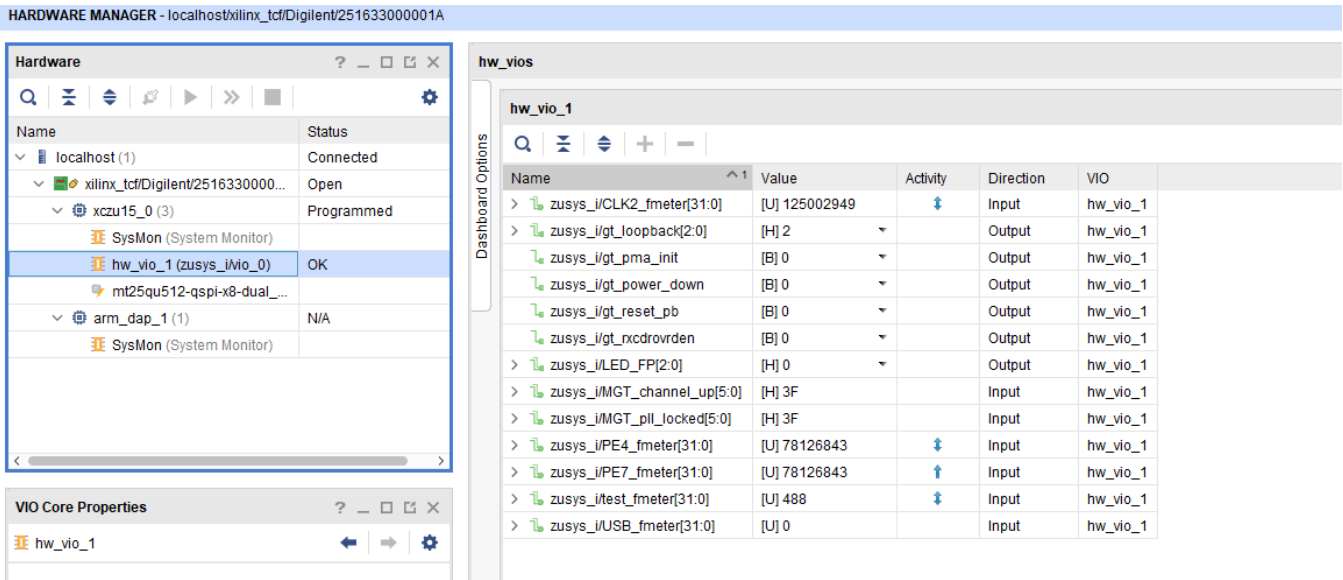 HARDWARE MANAGER - localhost/xilinx_tcf/Digilent/251633000001A
Hardware
Name Status
localhost (1) Connected
xilinx_tcf/Digilent/2516330000... Open
xczu15_0 (3) Programmed
SysMon (System Monitor)
hw_vio_1 (zusys_i/vio_0) OK
mt25qu512-qspi-x8-dual_...
arm_dap_1 (1) N/A
SysMon (System Monitor)
VIO Core Properties
hw_vio_1
hw_vios
Dashboard Options
hw_vio_1
Name 1 Value Activity Direction VIO
zusys_i/CLK2_fmeter[31:0] [U] 125002949 Input hw_vio_1
zusys_i/gt_loopback[2:0] [H] 2 Output hw_vio_1
zusys_i/gt_pma_init [B] 0 Output hw_vio_1
zusys_i/gt_power_down [B] 0 Output hw_vio_1
zusys_i/gt_reset_pb [B] 0 Output hw_vio_1
zusys_i/gt_rxcdrovrden [B] 0 Output hw_vio_1
zusys_i/LED_FP[2:0] [H] 0 Output hw_vio_1
zusys_i/MGT_channel_up[5:0] [H] 3F Input hw_vio_1
zusys_i/MGT_pll_locked[5:0] [H] 3F Input hw_vio_1
zusys_i/PE4_fmeter[31:0] [U] 78126843 Input hw_vio_1
zusys_i/PE7_fmeter[31:0] [U] 78126843 Input hw_vio_1
zusys_i/test_fmeter[31:0] [U] 488 Input hw_vio_1
zusys_i/USB_fmeter[31:0] [U] 0 Input hw_vio_1